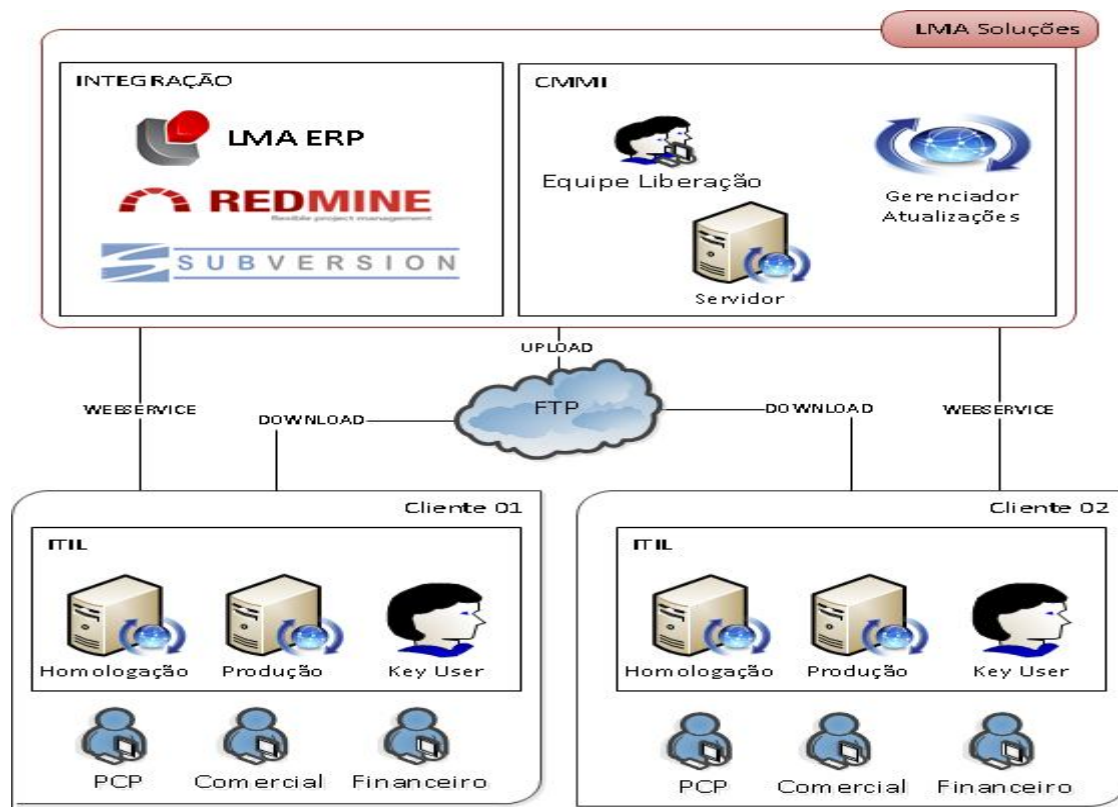 LMA Soluções
INTEGRAÇÃO
LMA ERP
REDMINE
flexible project management
SUBVERSION
CMMI
Equipe Liberação
Gerenciador
Atualizações
Servidor
UPLOAD
FTP
WEBSERVICE
DOWNLOAD
DOWNLOAD
WEBSERVICE
Cliente 01
ITIL
Homologação
Produção
Key User
PCP
Comercial
Financeiro
Cliente 02
ITIL
Homologação
Produção
Key User
PCP
Comercial
Financeiro